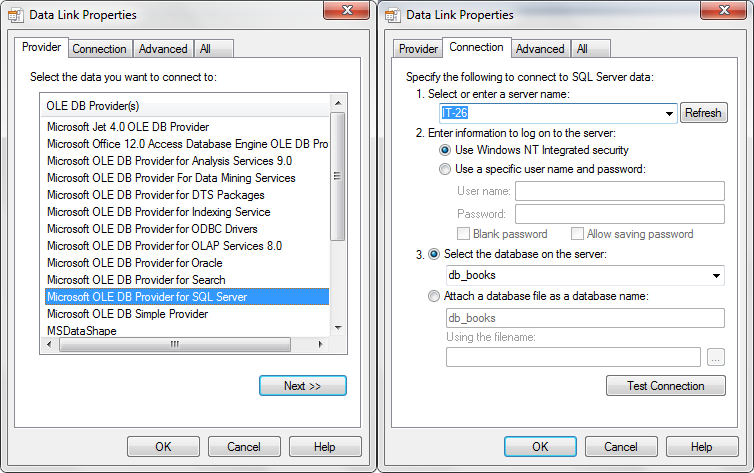 Data Link Properties
Provider Connection Advanced All
Select the data you want to connect to:
OLE DB Provider(s)
Microsoft Jet 4.0 OLE DB Provider
Microsoft Office 12.0 Access Database Engine OLE DB Pro
Microsoft OLE DB Provider for Analysis Services 9.0
Microsoft OLE DB Provider For Data Mining Services
Microsoft OLE DB Provider for DTS Packages
Microsoft OLE DB Provider for Indexing Service
Microsoft OLE DB Provider for ODBC Drivers
Microsoft OLE DB Provider for OLAP Services 8.0
Microsoft OLE DB Provider for Oracle
Microsoft OLE DB Provider for Search
Microsoft OLE DB Provider for SQL Server
Microsoft OLE DB Simple Provider
MSDataShape
Next >>
OK Cancel Help
Data Link Properties
Provider Connection Advanced All
Specify the following to connect to SQL Server data:
1. Select or enter a server name:
IT-26 Refresh
2. Enter information to log on to the server:
Use Windows NT Integrated security
Use a specific user name and password:
User name:
Password:
Blank password Allow saving password
3. Select the database on the server:
db_books
Attach a database file as a database name:
db_books
Using the filename:
...
Test Connection
OK Cancel Help